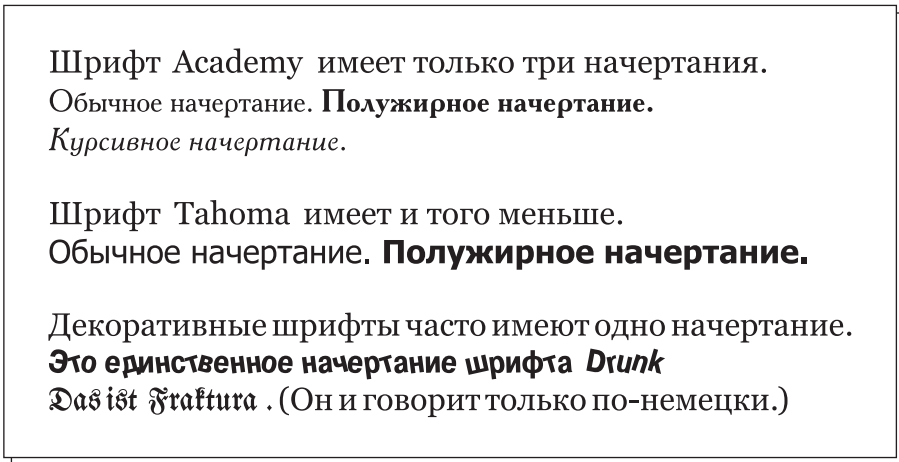 Шрифт Academy имеет только три начертания.
Обычное начертание. Полужирное начертание.
Курсивное начертание.
Шрифт Tahoma имеет и того меньше.
Обычное начертание. Полужирное начертание.
Декоративные шрифты часто имеют одно начертание.
Это единственное начертание шрифта Drunk
Das ist Fraktura . (Он и говорит только по-немецки.)